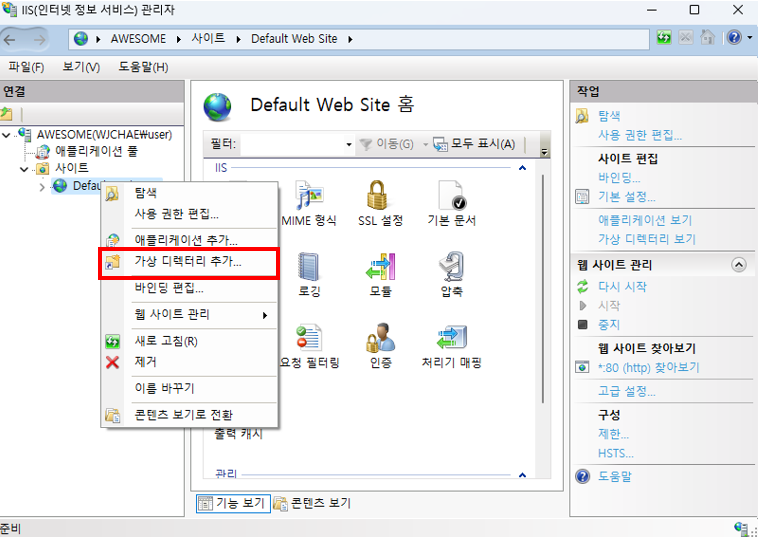 IIS(인터넷 정보 서비스) 관리자
AWESOME
사이트
Default Web Site
파일(F)
보기(V)
도움말(H)
연결
AWESOME(WJCHAE\user)
애플리케이션 풀
사이트
탐색
사용 권한 편집...
애플리케이션 추가...
가상 디렉터리 추가...
바인딩 편집...
웹 사이트 관리
새로 고침(R)
제거
이름 바꾸기
콘텐츠 보기로 전환
Default Web Site 홈
필터:
이동(G)
모두 표시(A)
IIS
MIME 형식
SSL 설정
기본 문서
로깅
모듈
압축
요청 필터링
인증
처리기 매핑
출력 캐시
관리
기능 보기
콘텐츠 보기
작업
탐색
사용 권한 편집...
사이트 편집
바인딩...
기본 설정...
애플리케이션 보기
가상 디렉터리 보기
웹 사이트 관리
다시 시작
시작
중지
웹 사이트 찾아보기
*:80 (http) 찾아보기
고급 설정...
구성
제한...
HSTS...
도움말
준비